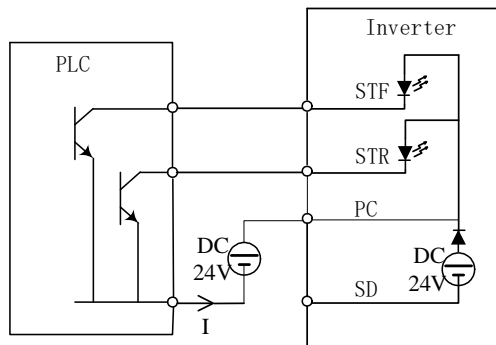 Inverter
PLC
STF
STR
PC
DC
24V
DC
24V
SD
I